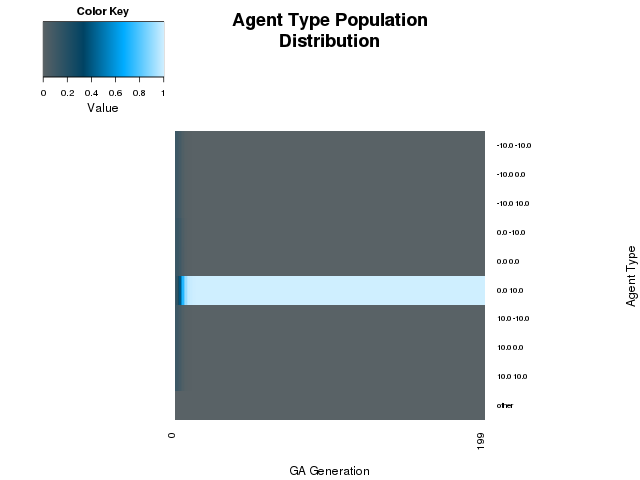 Color Key
0 0.2 0.4 0.6 0.8 1
Value
Agent Type Population
Distribution
-10.0 -10.0
-10.0 0.0
-10.0 10.0
0.0 -10.0
0.0 0.0
0.0 10.0
10.0 -10.0
10.0 0.0
10.0 10.0
other
Agent Type
0 199
GA Generation